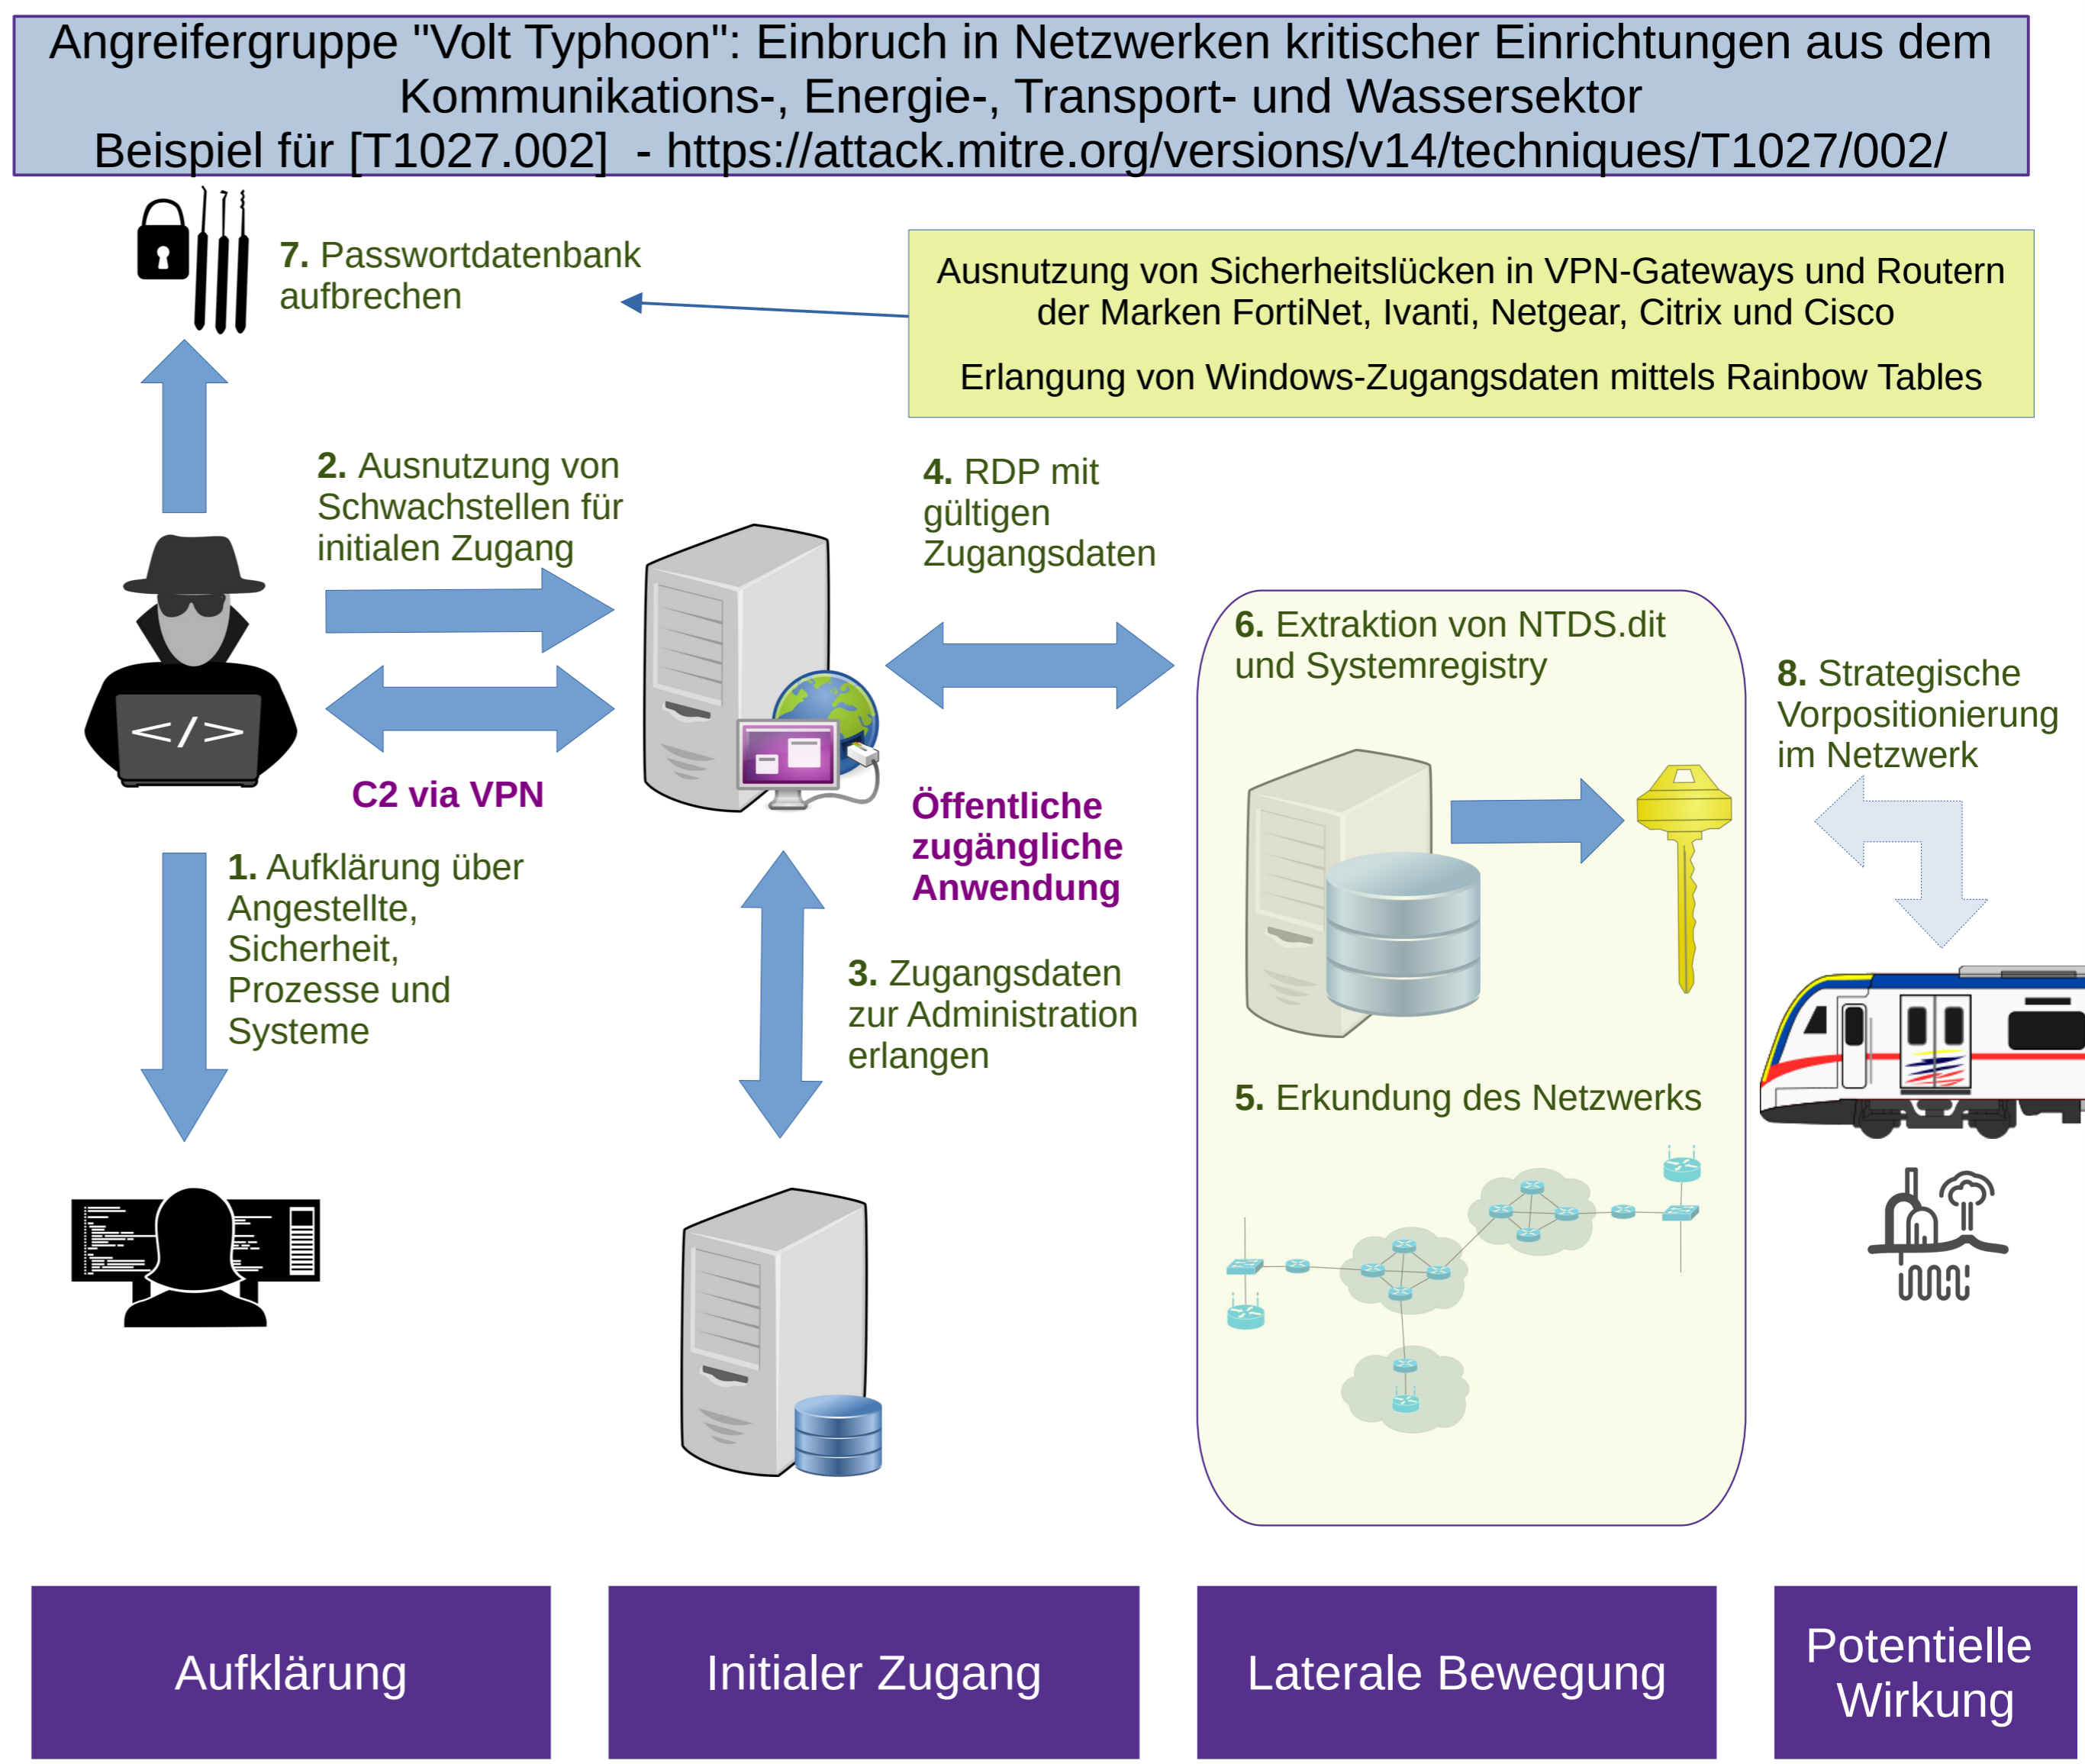 Angreifergruppe "Volt Typhoon": Einbruch in Netzwerken kritischer Einrichtungen aus dem
Kommunikations-, Energie-, Transport- und Wassersektor
Beispiel für [T1027.002]  - https://attack.mitre.org/versions/v14/techniques/T1027/002/
7. Passwortdatenbank
aufbrechen
Ausnutzung von Sicherheitslücken in VPN-Gateways und Routern
der Marken FortiNet, Ivanti, Netgear, Citrix und Cisco
Erlangung von Windows-Zugangsdaten mittels Rainbow Tables
2. Ausnutzung von
Schwachstellen für
initialen Zugang
4. RDP mit
gültigen
Zugangsdaten
6. Extraktion von NTDS.dit
und Systemregistry
8. Strategische
Vorpositionierung
im Netzwerk
</>
C2 via VPN
Öffentliche
zugängliche
Anwendung
1. Aufklärung über
Angestellte,
Sicherheit,
Prozesse und
Systeme
3. Zugangsdaten
zur Administration
erlangen
5. Erkundung des Netzwerks
Aufklärung
Initialer Zugang
Laterale Bewegung
Potentielle
Wirkung